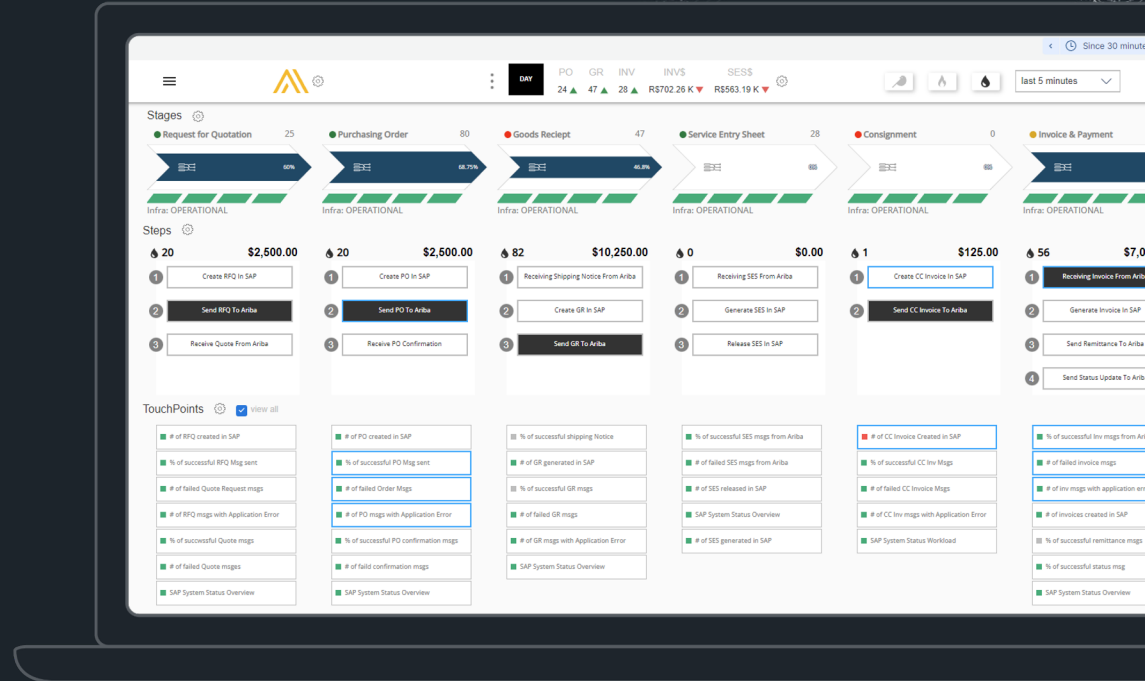 Since 30 minute
DAY
PO GR INV INV$ SES$
24 47 28 R$702.26 K R$563.19 K
last 5 minutes
Stages
Request for Quotation 25
Purchasing Order 80
Goods Reciept 47
Service Entry Sheet 28
Consignment 0
Invoice & Payment
60%
68.75%
46.8%
Infra: OPERATIONAL
Infra: OPERATIONAL
Infra: OPERATIONAL
Infra: OPERATIONAL
Infra: OPERATIONAL
Infra: OPERATIONAL
Steps
20 $2,500.00
1 Create RFQ In SAP
2 Send RFQ To Ariba
3 Receive Quote From Ariba
20 $2,500.00
1 Create PO In SAP
2 Send PO To Ariba
3 Receive PO Confirmation
82 $10,250.00
1 Receiving Shipping Notice From Ariba
2 Create GR In SAP
3 Send GR To Ariba
0 $0.00
1 Receiving SES From Ariba
2 Generate SES In SAP
3 Release SES In SAP
1 $125.00
1 Create CC Invoice In SAP
2 Send CC Invoice To Ariba
56 $7,0
1 Receiving Invoice From Arib
2 Generate Invoice In SAP
3 Send Remittance To Ariba
4 Send Status Update To Arib
TouchPoints view all
# of RFQ created in SAP
% of successful RFQ Msg sent
# of failed Quote Request msgs
# of RFQ msgs with Application Error
% of succwssful Quote msgs
# of failed Quote msges
SAP System Status Overview
# of PO created in SAP
% of successful PO Msg sent
# of failed Order Msgs
# of PO msgs with Application Error
% of successful PO confirmation msgs
# of faild confirmation msgs
SAP System Status Overview
% of successful shipping Notice
# of GR generated in SAP
% of successful GR msgs
# of failed GR msgs
# of GR msgs with Application Error
SAP System Status Overview
% of successful SES msgs from Ariba
# of failed SES msgs from Ariba
# of SES released in SAP
SAP System Status Overview
# of SES generated in SAP
# of CC Invoice Created in SAP
% of successful CC Inv Msgs
# of failed CC Invoice Msgs
# of CC Inv msgs with Application Error
SAP System Status Workload
% of successful Inv msgs from Ari
# of failed invoice msgs
# of inv msgs with application err
# of invoices created in SAP
% of successful remittance msgs
% of successful status msg
SAP System Status Overview